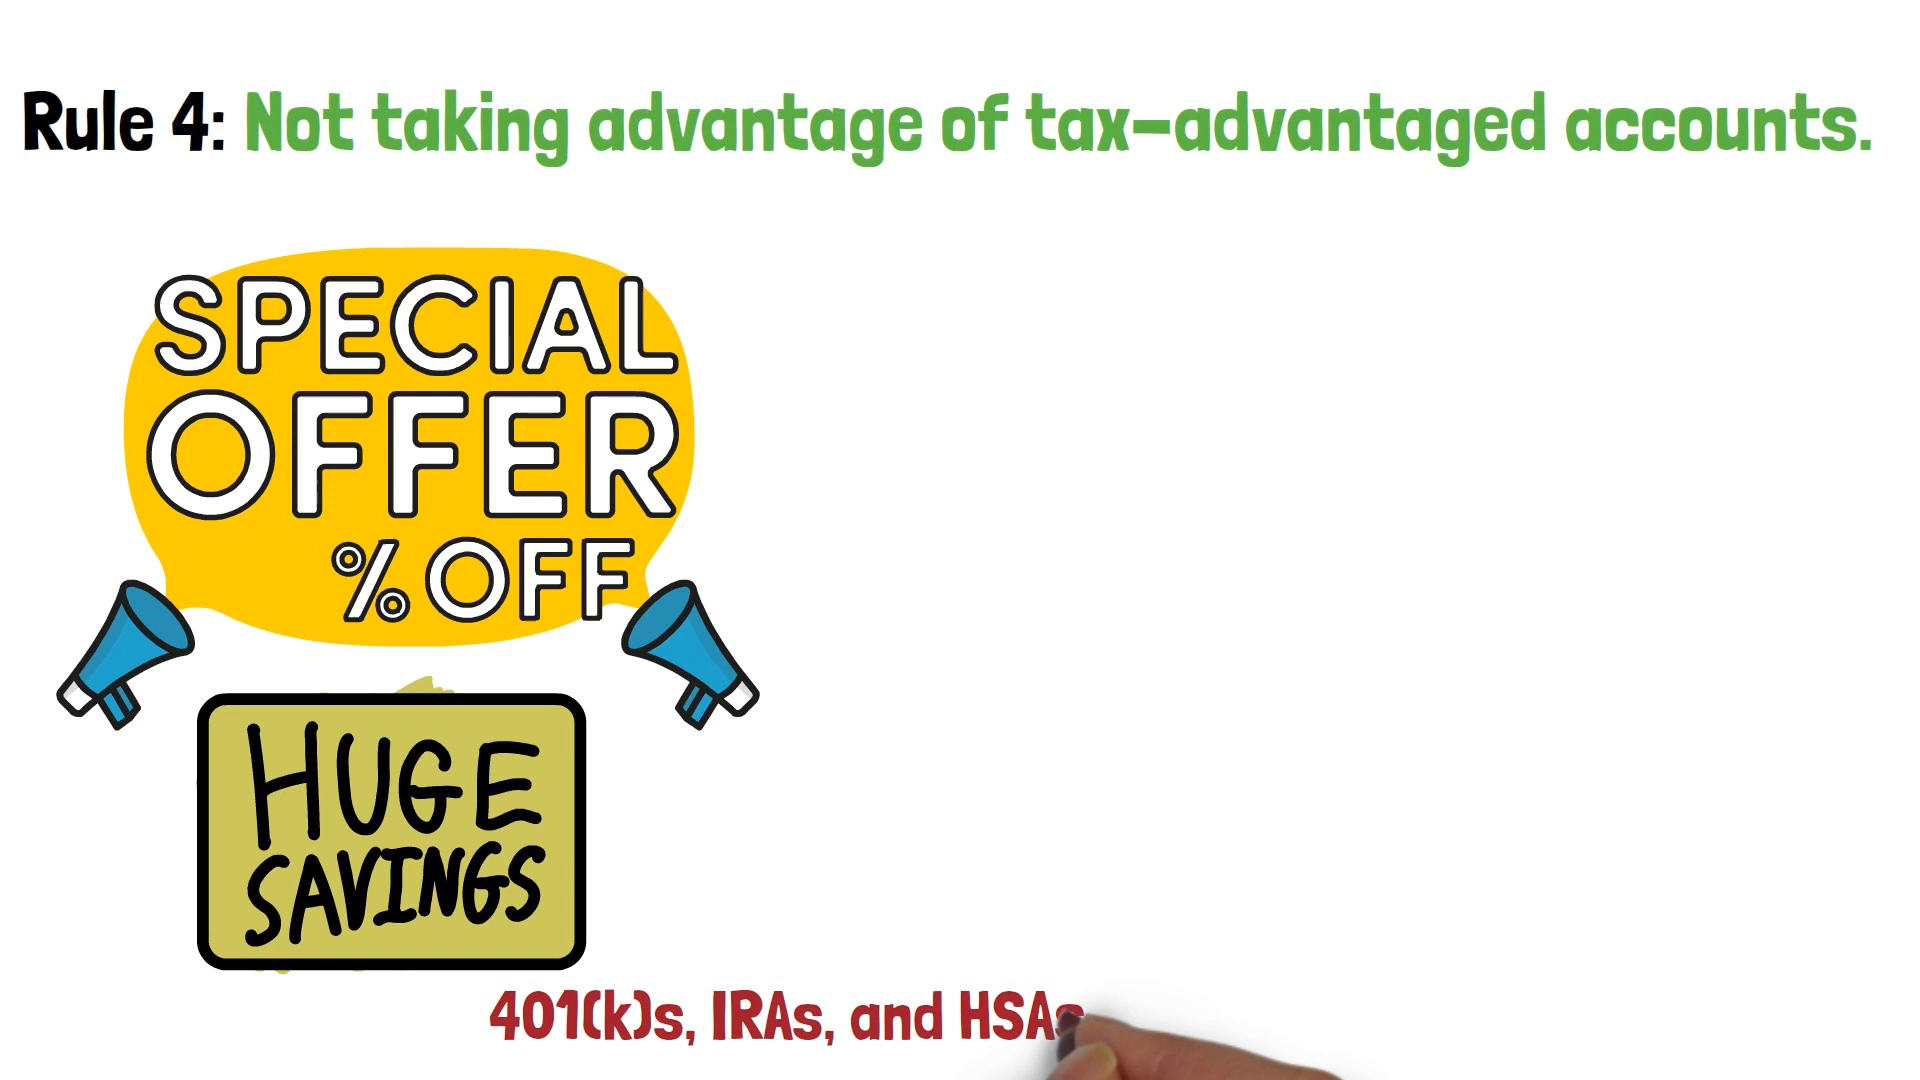 Rule 4: Not taking advantage of tax-advantaged accounts.
SPECIAL
OFFER
% OFF
HUGE
SAVINGS
401(k)s, IRAs, and HSAs